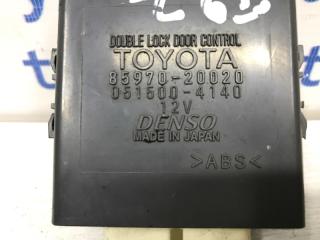 DOUBLE LOCK DOOR CONTROL
TOYOTA
85970-20020
051500-4140
12V
DENSO
MADE IN JAPAN
>ABS<